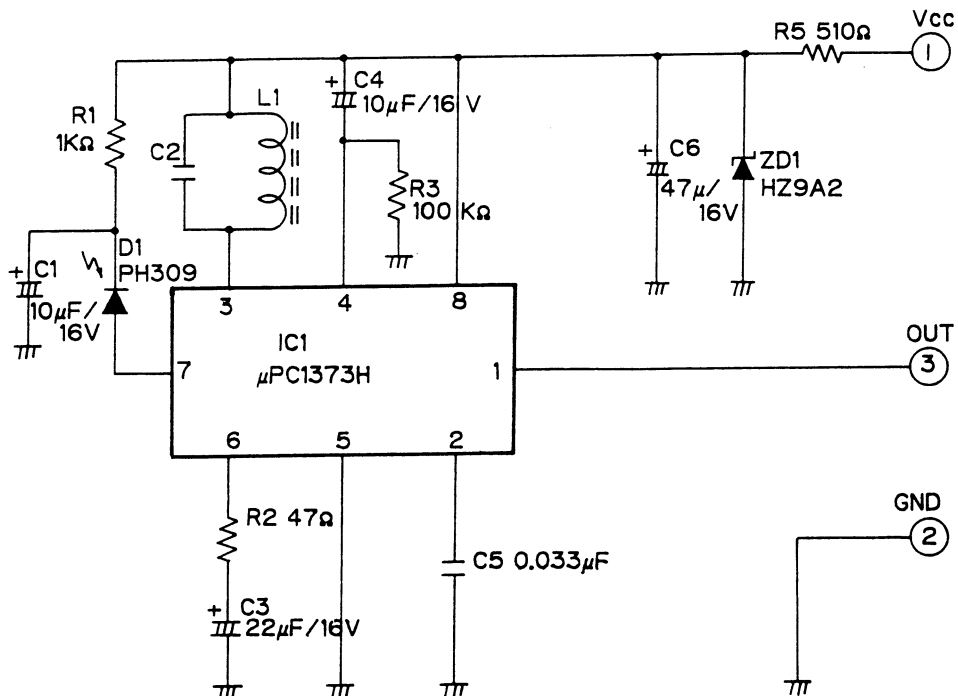 Vcc
R5 510Ω
1
R1
1KΩ
C2
L1
+ C4
10μF/16 V
R3
100 KΩ
+ C6
47μ/
16V
ZD1
HZ9A2
D1
PH309
+ C1
10μF/
16V
3
4
8
IC1
μPC1373H
7
1
OUT
3
6
5
2
R2 47Ω
C5 0.033μF
GND
2
+ C3
22μF/16V